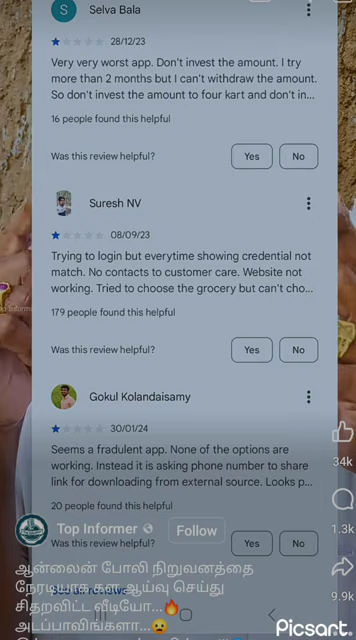 S
Selva Bala
28/12/23
Very very worst app. Don't invest the amount. I try
more than 2 months but I can't withdraw the amount.
So don't invest the amount to four kart and don't in...
16 people found this helpful
Was this review helpful?
Yes
No
Suresh NV
08/09/23
Trying to login but everytime showing credential not
match. No contacts to customer care. Website not
working. Tried to choose the grocery but can't cho...
179 people found this helpful
Was this review helpful?
Yes
No
Gokul Kolandaisamy
30/01/24
Seems a fradulent app. None of the options are
working. Instead it is asking phone number to share
link for downloading from external source. Looks p...
20 people found this helpful
Was this review helpful?
Yes
No
34k
1.3k
9.9k
Top Informer
Follow
ஆன்லைன் போலி நிறுவனத்தை
நேரடியாக கள ஆய்வு செய்து
சிதறவிட்ட வீடியோ...🔥
அடப்பாவிங்களா...😦
Picsart